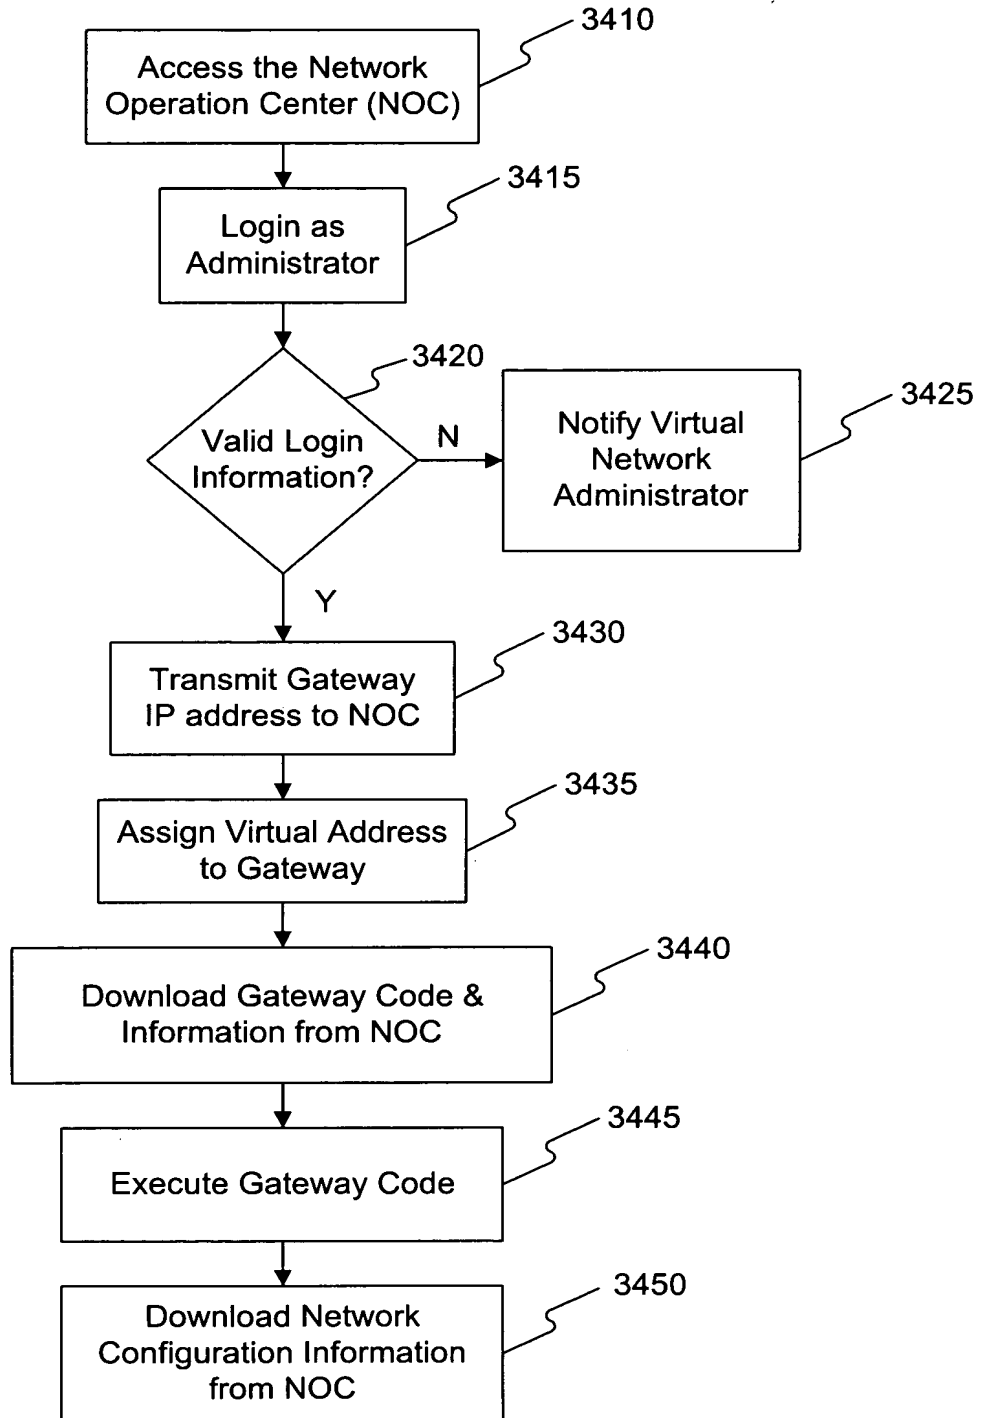 3410
Access the Network
Operation Center (NOC)
3415
Login as
Administrator
3420
Valid Login
Information?
N
3425
Notify Virtual
Network
Administrator
Y
3430
Transmit Gateway
IP address to NOC
3435
Assign Virtual Address
to Gateway
3440
Download Gateway Code &
Information from NOC
3445
Execute Gateway Code
3450
Download Network
Configuration Information
from NOC